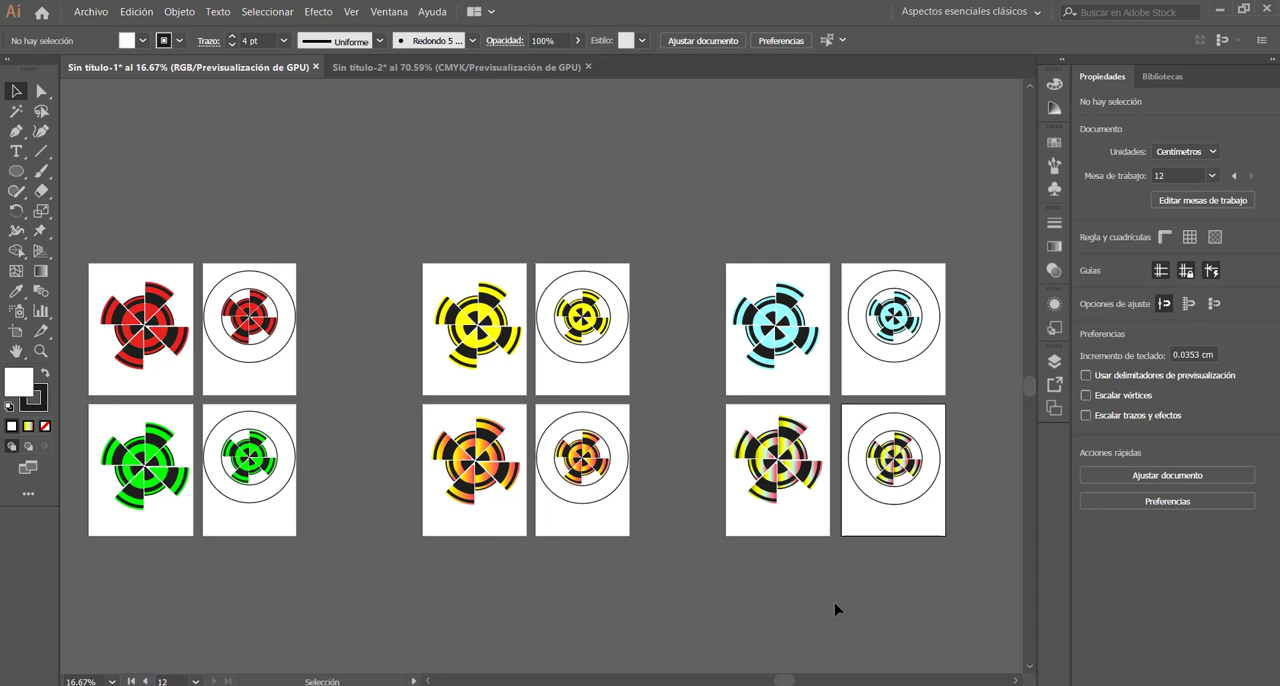 Ai Archivo Edición Objeto Texto Seleccionar Efecto Ver Ventana Ayuda Aspectos esenciales clásicos Buscar en Adobe Stock
No hay selección Trazo: 4 pt Uniforme Redondo 5 ... Opacidad: 100% Estilo: Ajustar documento Preferencias
Sin título-1* al 16.67% (RGB/Previsualización de GPU) × Sin título-2* al 70.59% (CMYK/Previsualización de GPU) ×
Propiedades Bibliotecas
No hay selección
Documento
Unidades: Centímetros
Mesa de trabajo: 12
Editar mesas de trabajo
Regla y cuadrículas
Guías
Opciones de ajuste
Preferencias
Incremento de teclado: 0.0353 cm
Usar delimitadores de previsualización
Escalar vértices
Escalar trazos y efectos
Acciones rápidas
Ajustar documento
Preferencias
16.67% 12 Selección